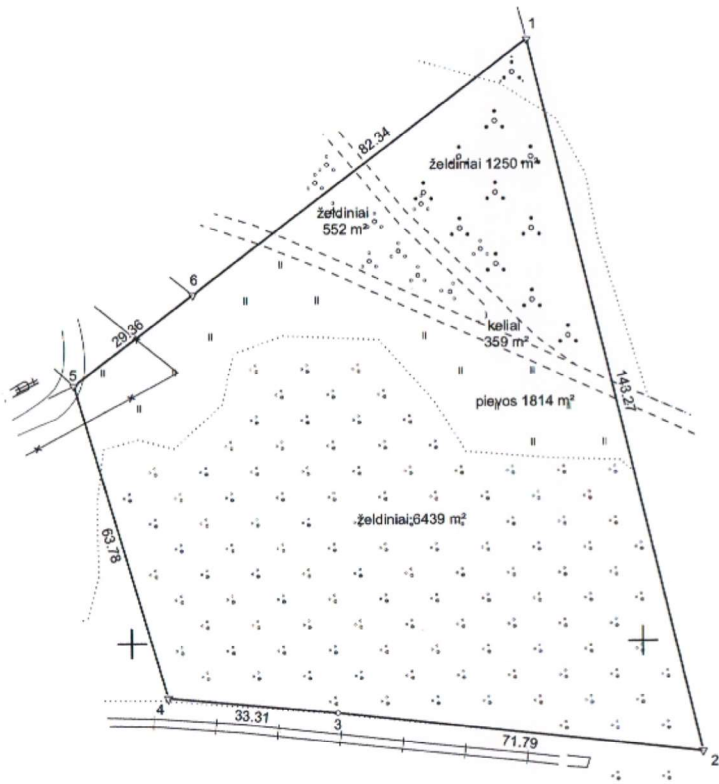 1
82.34
želdiniai 1250 m²
želdiniai
552 m²
6
29.36
keliai
359 m²
5
143.27
pievos 1814 m²
želdiniai 6439 m²
63.78
4
33.31
3
71.79
2